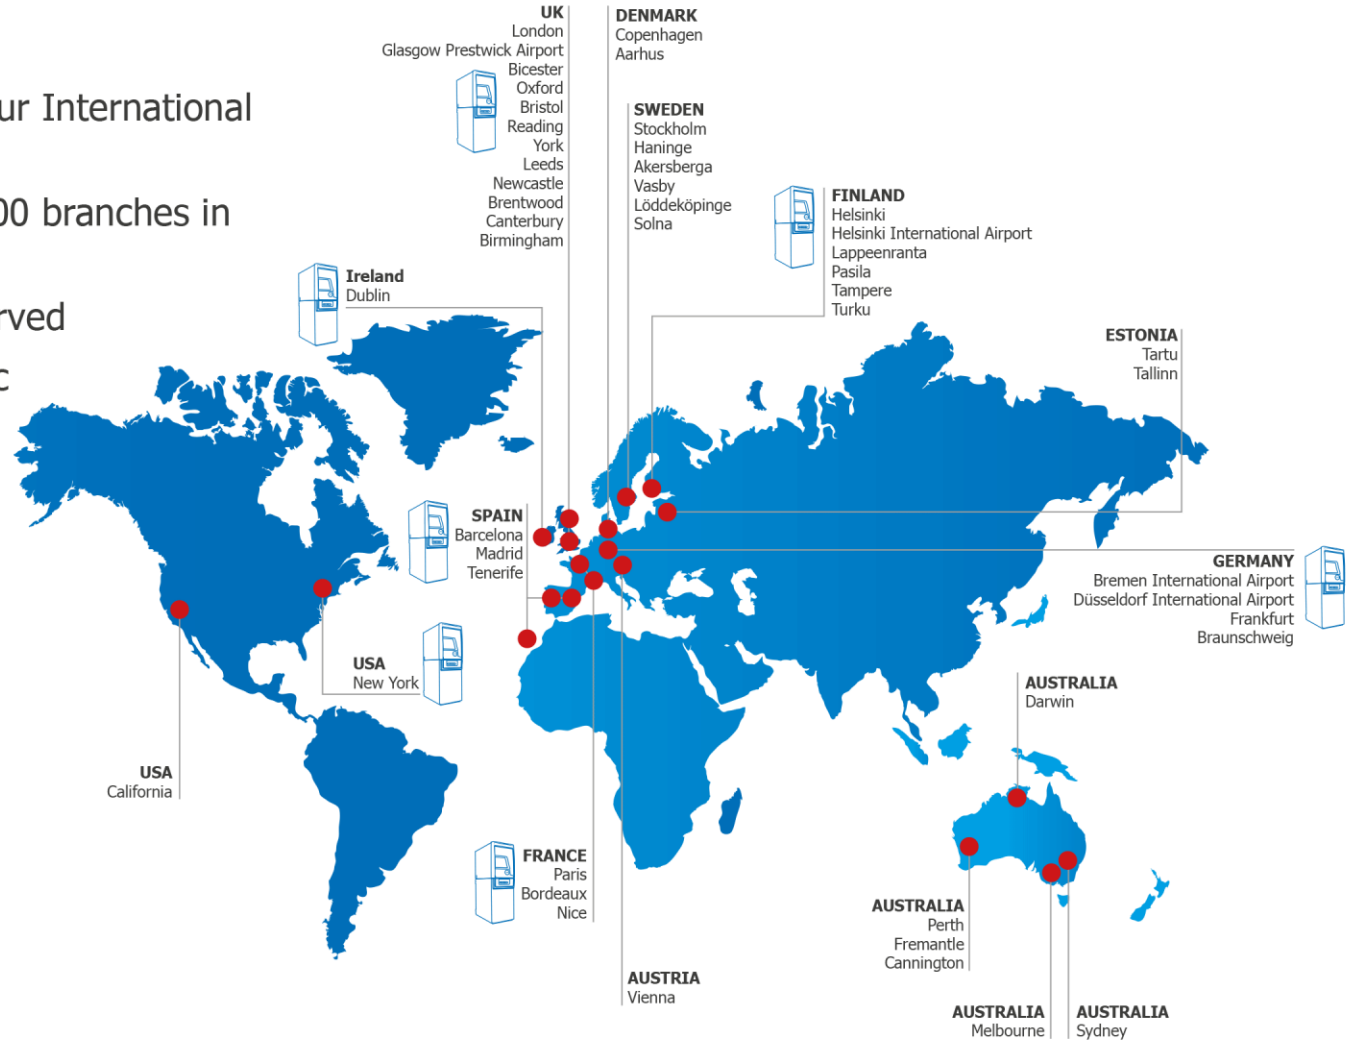 ur International
00 branches in
rved
c
UK
London
Glasgow Prestwick Airport
Bicester
Oxford
Bristol
Reading
York
Leeds
Newcastle
Brentwood
Canterbury
Birmingham
DENMARK
Copenhagen
Aarhus
SWEDEN
Stockholm
Haninge
Akersberga
Vasby
Löddeköpinge
Solna
FINLAND
Helsinki
Helsinki International Airport
Lappeenranta
Pasila
Tampere
Turku
Ireland
Dublin
ESTONIA
Tartu
Tallinn
SPAIN
Barcelona
Madrid
Tenerife
GERMANY
Bremen International Airport
Düsseldorf International Airport
Frankfurt
Braunschweig
USA
New York
AUSTRALIA
Darwin
USA
California
FRANCE
Paris
Bordeaux
Nice
AUSTRALIA
Perth
Fremantle
Cannington
AUSTRIA
Vienna
AUSTRALIA
Melbourne
AUSTRALIA
Sydney